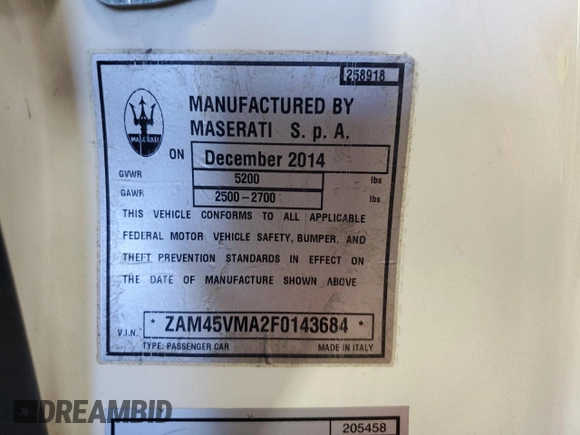 258918
MASERATI
MANUFACTURED BY
MASERATI S. p A.
ON December 2014
GVWR 5200 lbs
GAWR 2500-2700 lbs.
THIS VEHICLE CONFORMS TO ALL APPLICABLE
FEDERAL MOTOR VEHICLE SAFETY, BUMPER, AND
THEFT PREVENTION STANDARDS IN EFFECT ON
THE DATE OF MANUFACTURE SHOWN ABOVE
V.I.N. * ZAM45VMA2F0143684 *
TYPE: PASSENGER CAR MADE IN ITALY
205458
DREAMBID